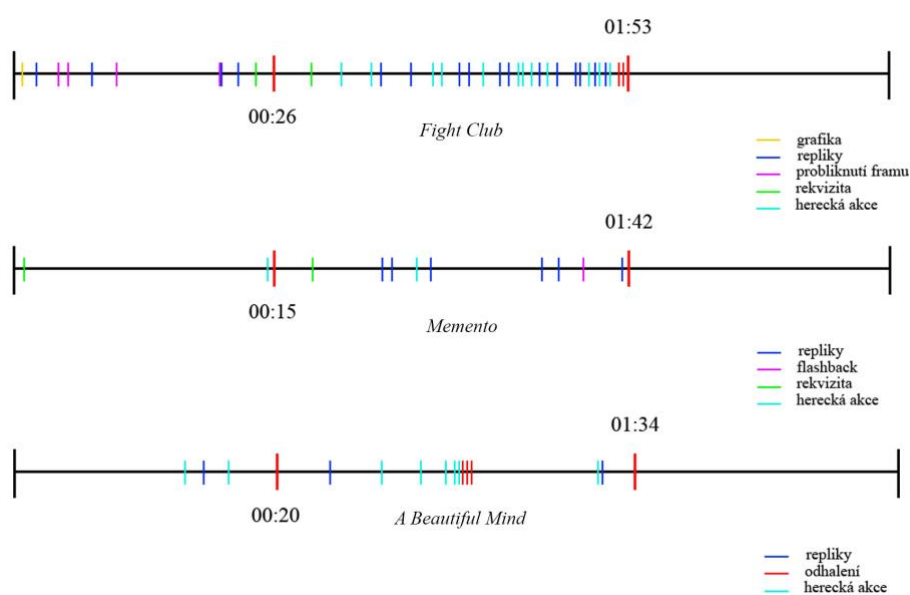 01:53
00:26
Fight Club
grafika
repliky
probliknutí framu
rekvizita
herecká akce
01:42
00:15
Memento
repliky
flashback
rekvizita
herecká akce
01:34
00:20
A Beautiful Mind
repliky
odhalení
herecká akce